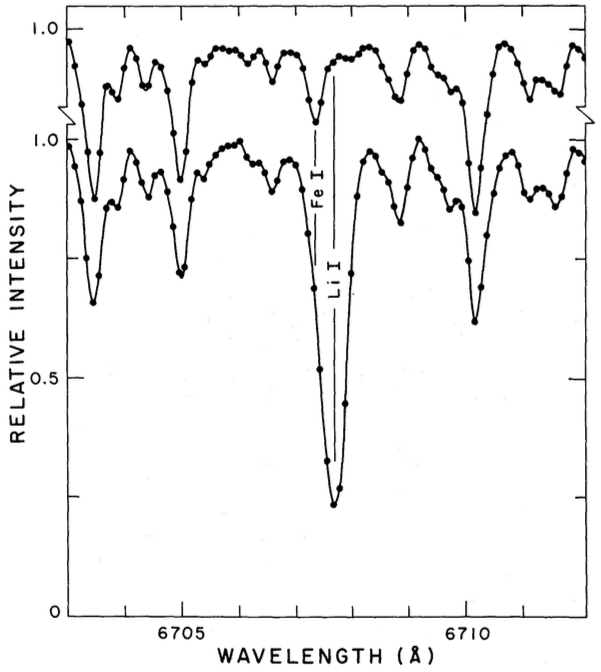 1.0
1.0
Fe I
Li I
0.5
0
RELATIVE INTENSITY
6705 6710
WAVELENGTH (Å)